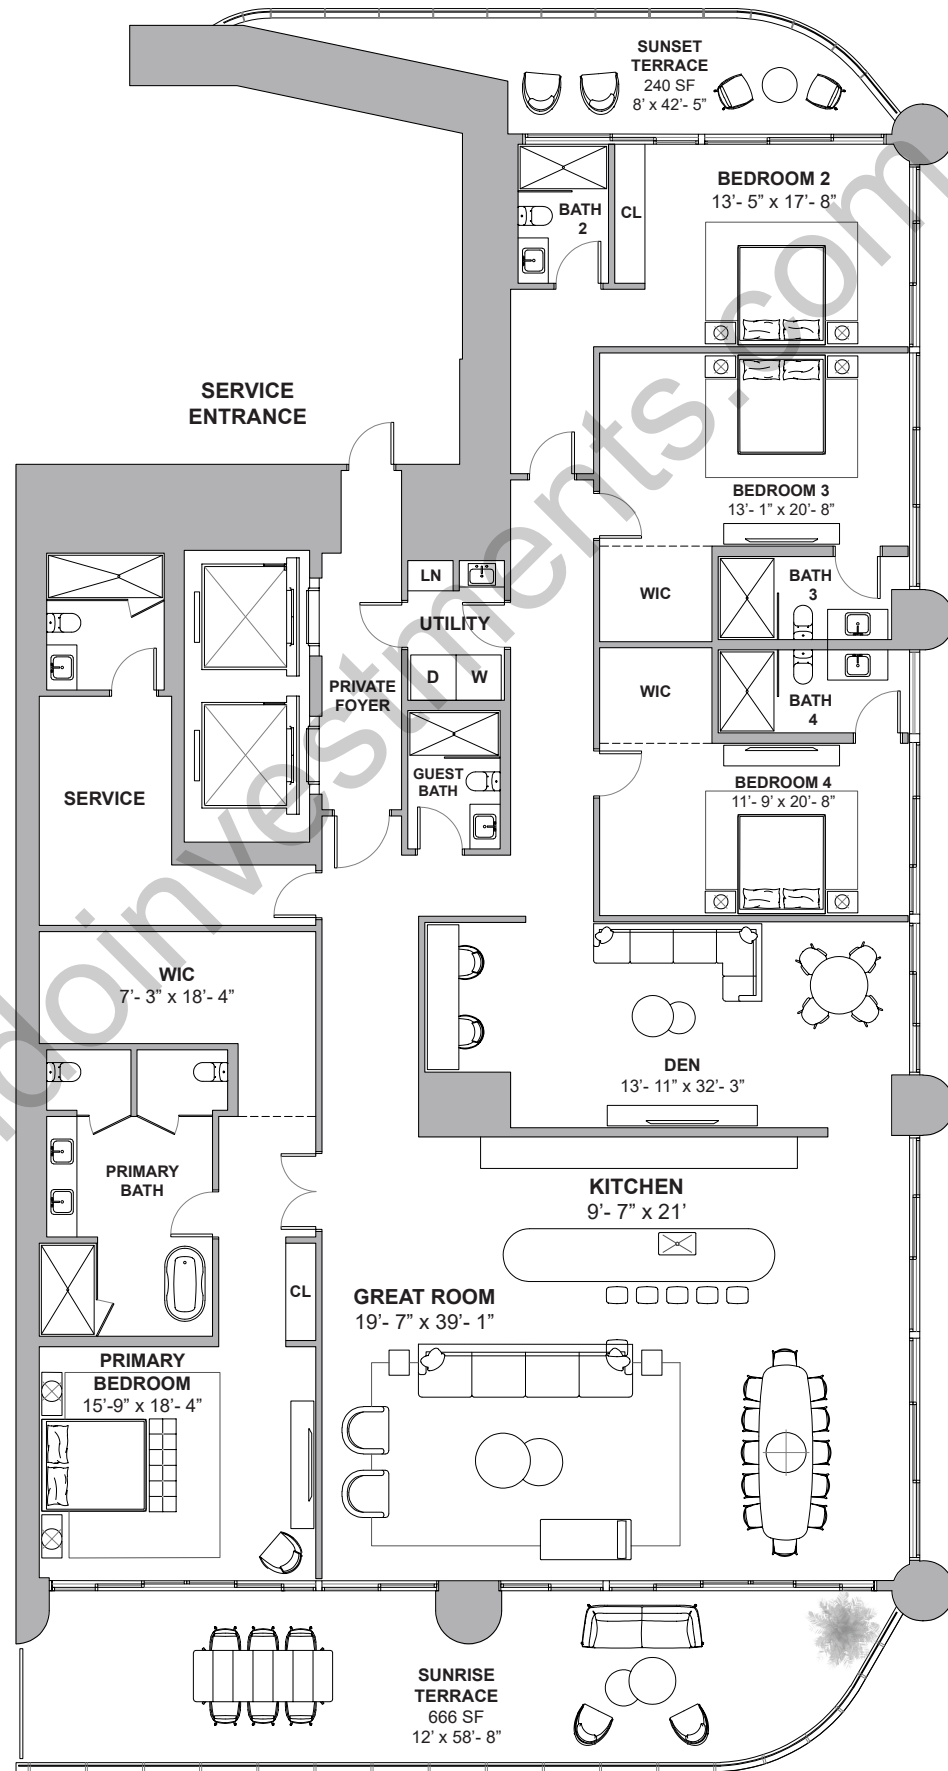 SUNSET
TERRACE
240 SF
8' x 42'- 5”
BEDROOM 2
13'- 5” x 17'- 8”
BATH
2
CL
SERVICE
ENTRANCE
BEDROOM 3
13'- 1” x 20'- 8”
LN
UTILITY
WIC
BATH
3
D
W
PRIVATE
FOYER
WIC
BATH
4
GUEST
BATH
BEDROOM 4
11'- 9' x 20'- 8”
SERVICE
WIC
7'- 3” x 18'- 4”
DEN
13'- 11” x 32'- 3”
PRIMARY
BATH
KITCHEN
9'- 7” x 21'
CL
GREAT ROOM
19'- 7” x 39'- 1”
PRIMARY
BEDROOM
15'-9” x 18'- 4”
SUNRISE
TERRACE
666 SF
12' x 58'- 8”
doinvestments.com